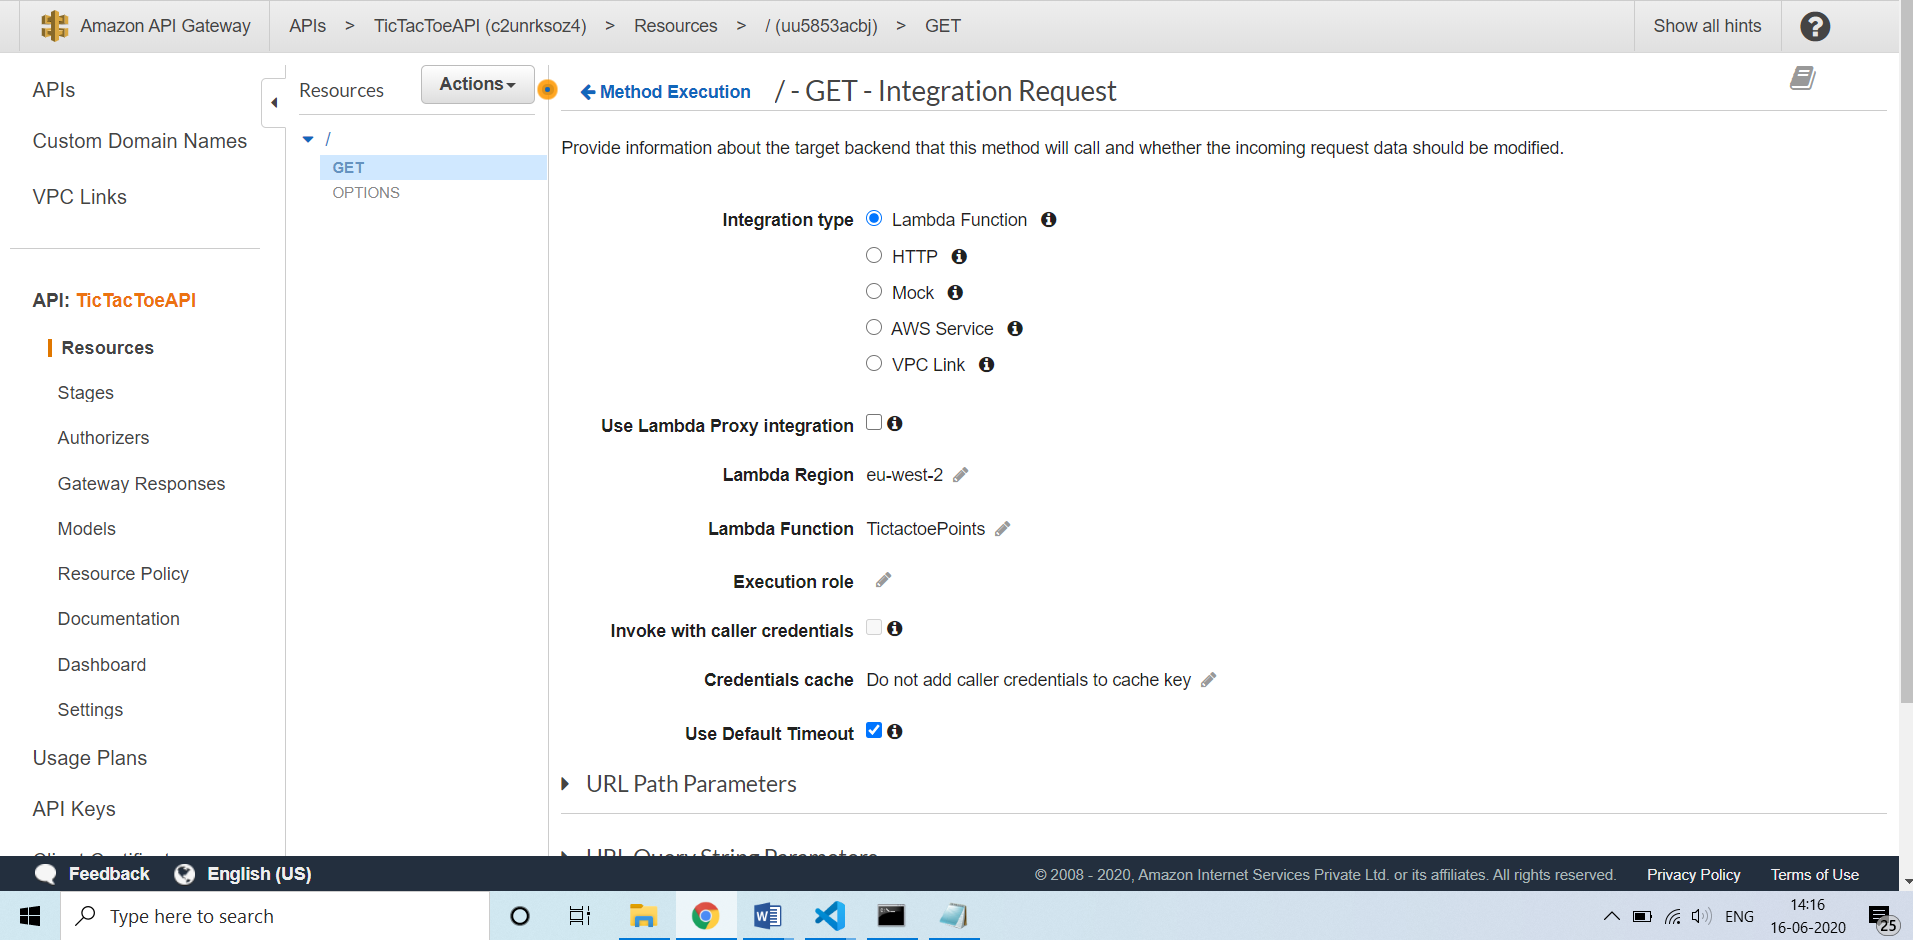 Amazon API Gateway
APIs > TicTacToeAPI (c2unrksoz4) > Resources > / (uu5853acbj) > GET
Show all hints
?
APIs
Custom Domain Names
VPC Links
API: TicTacToeAPI
Resources
Stages
Authorizers
Gateway Responses
Models
Resource Policy
Documentation
Dashboard
Settings
Usage Plans
API Keys
Resources
Actions
/
GET
OPTIONS
Method Execution
/ - GET - Integration Request
Provide information about the target backend that this method will call and whether the incoming request data should be modified.
Integration type
Lambda Function
HTTP
Mock
AWS Service
VPC Link
Use Lambda Proxy integration
Lambda Region eu-west-2
Lambda Function TictactoePoints
Execution role
Invoke with caller credentials
Credentials cache Do not add caller credentials to cache key
Use Default Timeout
URL Path Parameters
URL Query String Parameters
Feedback
English (US)
© 2008 - 2020, Amazon Internet Services Private Ltd. or its affiliates. All rights reserved.
Privacy Policy
Terms of Use
Type here to search
ENG
14:16
16-06-2020
25